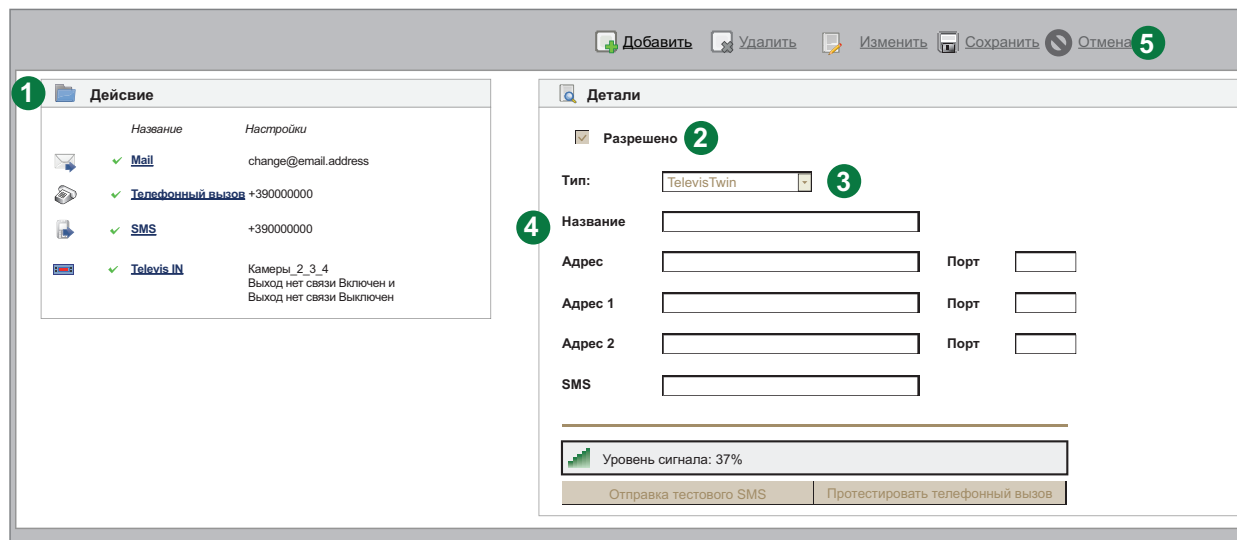 Добавить Удалить Изменить Сохранить Отмена 5
1 Дейсвие
Название Настройки
Mail change@email.address
Телефонный вызов +390000000
SMS +390000000
Televis IN Камеры_2_3_4
Выход нет связи Включен и
Выход нет связи Выключен
Детали
Разрешено 2
Тип: TelevisTwin 3
4 Название
Адрес Порт
Адрес 1 Порт
Адрес 2 Порт
SMS
Уровень сигнала: 37%
Отправка тестового SMS Протестировать телефонный вызов